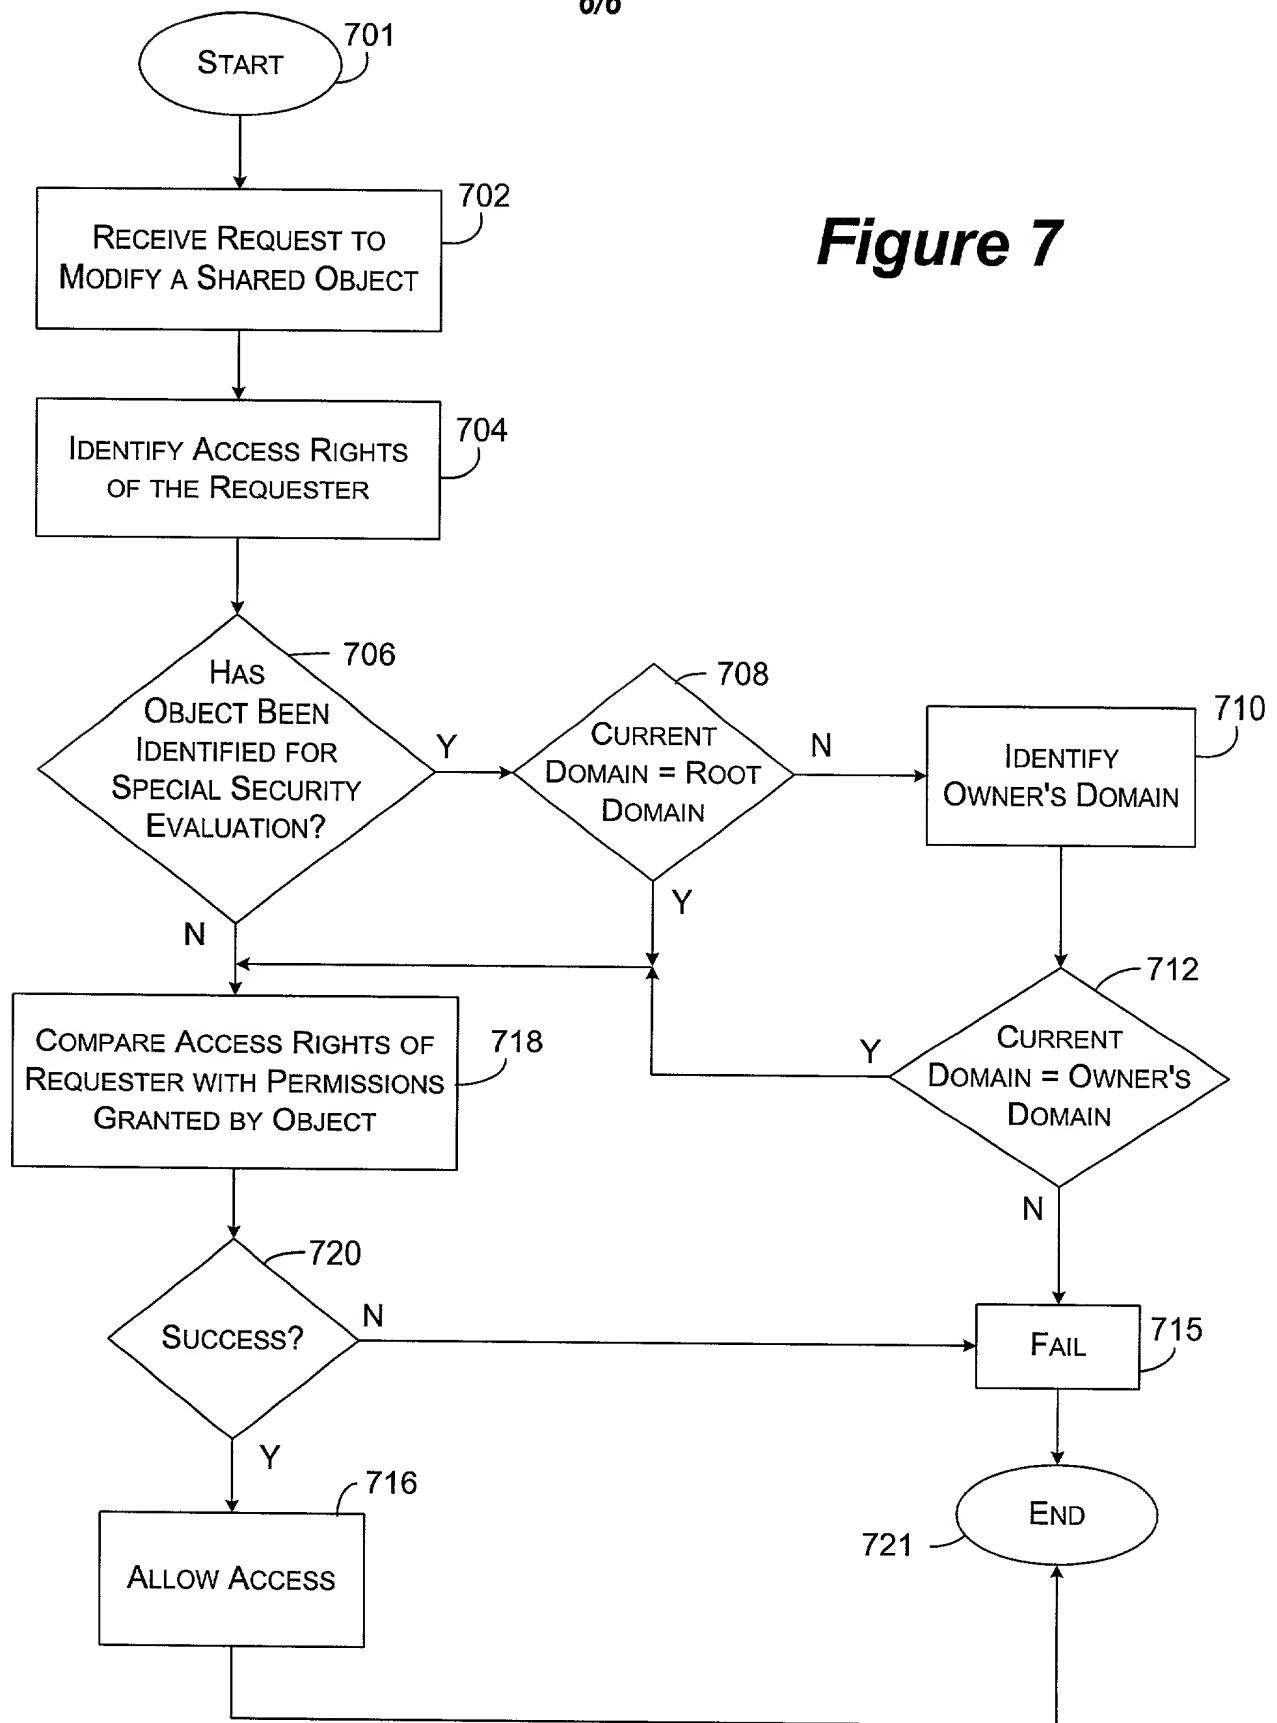 6/6
START
701
702
RECEIVE REQUEST TO
MODIFY A SHARED OBJECT
Figure 7
704
IDENTIFY ACCESS RIGHTS
OF THE REQUESTER
706
HAS
OBJECT BEEN
IDENTIFIED FOR
SPECIAL SECURITY
EVALUATION?
Y
N
708
CURRENT
DOMAIN = ROOT
DOMAIN
N
Y
710
IDENTIFY
OWNER'S DOMAIN
712
CURRENT
DOMAIN = OWNER'S
DOMAIN
Y
N
718
COMPARE ACCESS RIGHTS OF
REQUESTER WITH PERMISSIONS
GRANTED BY OBJECT
720
SUCCESS?
N
Y
715
FAIL
716
ALLOW ACCESS
END
721